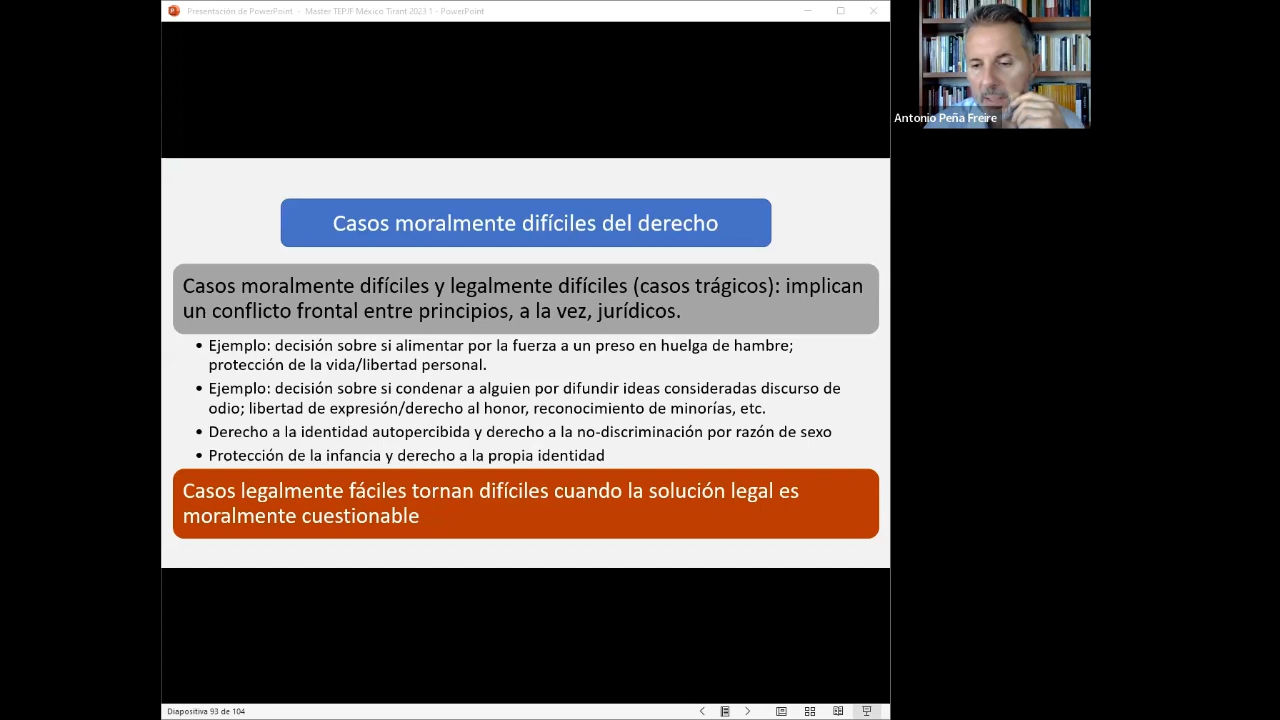 Presentación de PowerPoint. - Master TEPJF México Tirant 2023 1 - PowerPoint
Antonio Peña Freire
Casos moralmente difíciles del derecho
Casos moralmente difíciles y legalmente difíciles (casos trágicos): implican
un conflicto frontal entre principios, a la vez, jurídicos.
• Ejemplo: decisión sobre si alimentar por la fuerza a un preso en huelga de hambre;
protección de la vida/libertad personal.
• Ejemplo: decisión sobre si condenar a alguien por difundir ideas consideradas discurso de
odio; libertad de expresión/derecho al honor, reconocimiento de minorías, etc.
• Derecho a la identidad autopercibida y derecho a la no-discriminación por razón de sexo
• Protección de la infancia y derecho a la propia identidad
Casos legalmente fáciles tornan difíciles cuando la solución legal es
moralmente cuestionable
Diapositiva 93 de 104